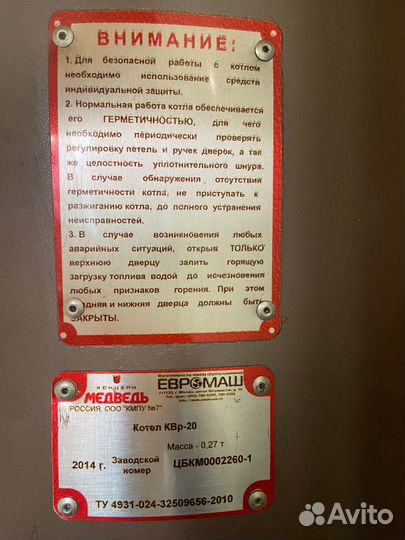 ВНИМАНИЕ!
1. Для безопасной работы с котлом
необходимо использование средств
индивидуальной защиты.
2. Нормальная работа котла обеспечивается
его ГЕРМЕТИЧНОСТЬЮ, для чего
необходимо периодически проверять
регулировку петель и ручек дверок, а так
же целостность уплотнительного шнура.
В случае обнаружения отсутствия
герметичности котла, не приступать к
разжиганию котла, до полного устранения
неисправностей.
3. В случае возникновения любых
аварийных ситуаций, открыв ТОЛЬКО
верхнюю дверцу залить горящую
загрузку топлива водой до исчезновения
любых признаков горения. При этом
дняя и нижняя дверца должны быть
ЗАКРЫТЫ.
КОНЦЕРН
МЕДВЕДЬ
РОССИЯ, ООО "КМПУ №7"
ЕВРОМАШ
Котел КВр-20
Масса - 0,27 т
2014 г. Заводской номер ЦБКМ0002260-1
ТУ 4931-024-32509656-2010
Avito